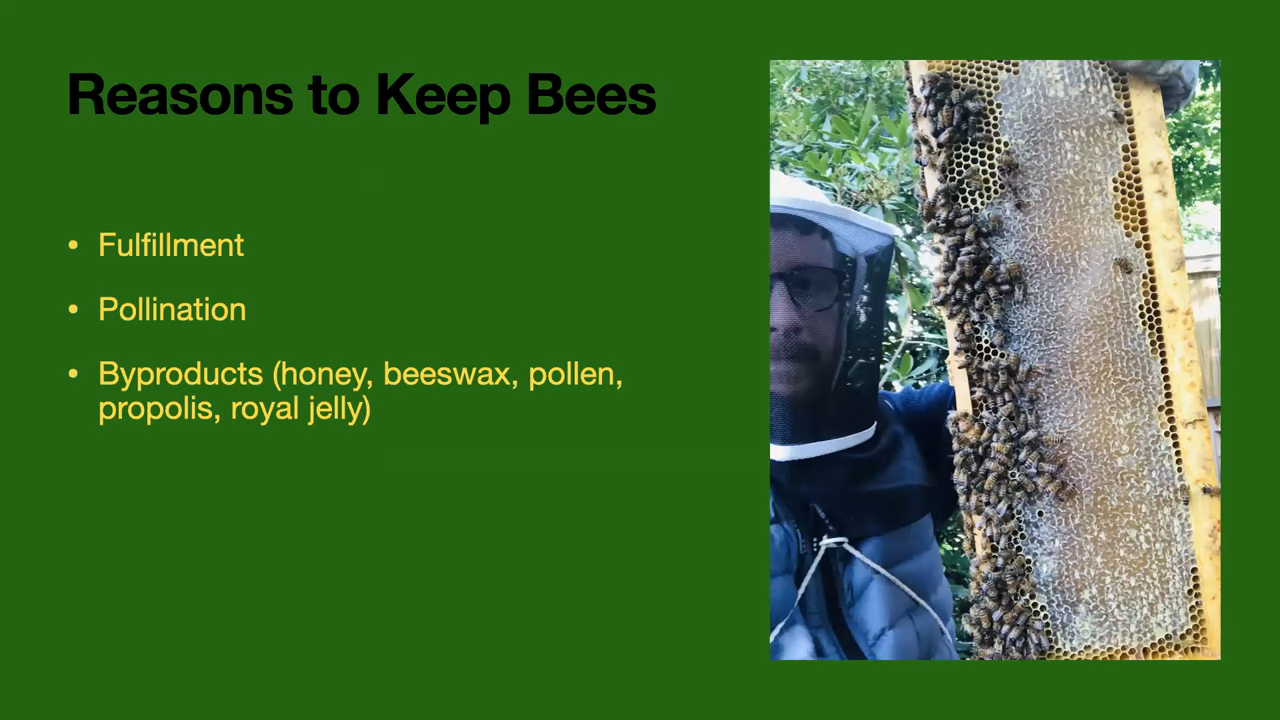 Reasons to Keep Bees
• Fulfillment
• Pollination
• Byproducts (honey, beeswax, pollen,
propolis, royal jelly)